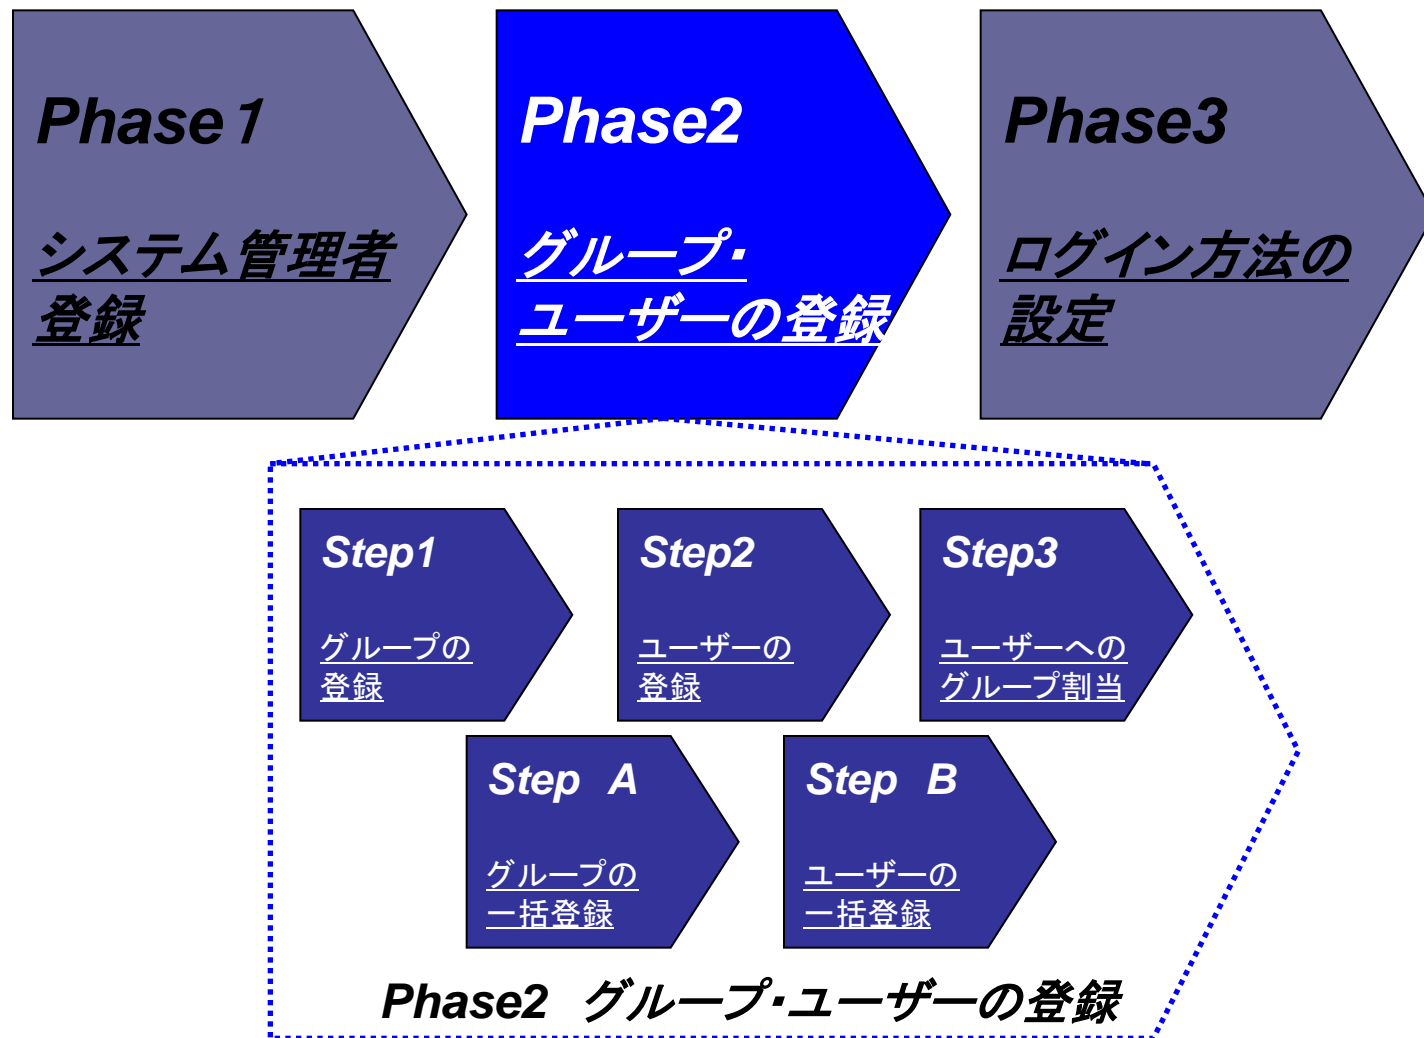 Phase１
システム管理者
登録
Phase2
グループ・
ユーザーの登録
Phase3
ログイン方法の
設定
Step1
グループの
登録
Step2
ユーザーの
登録
Step3
ユーザーへの
グループ割当
Step　A
グループの
一括登録
Step　B
ユーザーの
一括登録
Phase2　グループ・ユーザーの登録